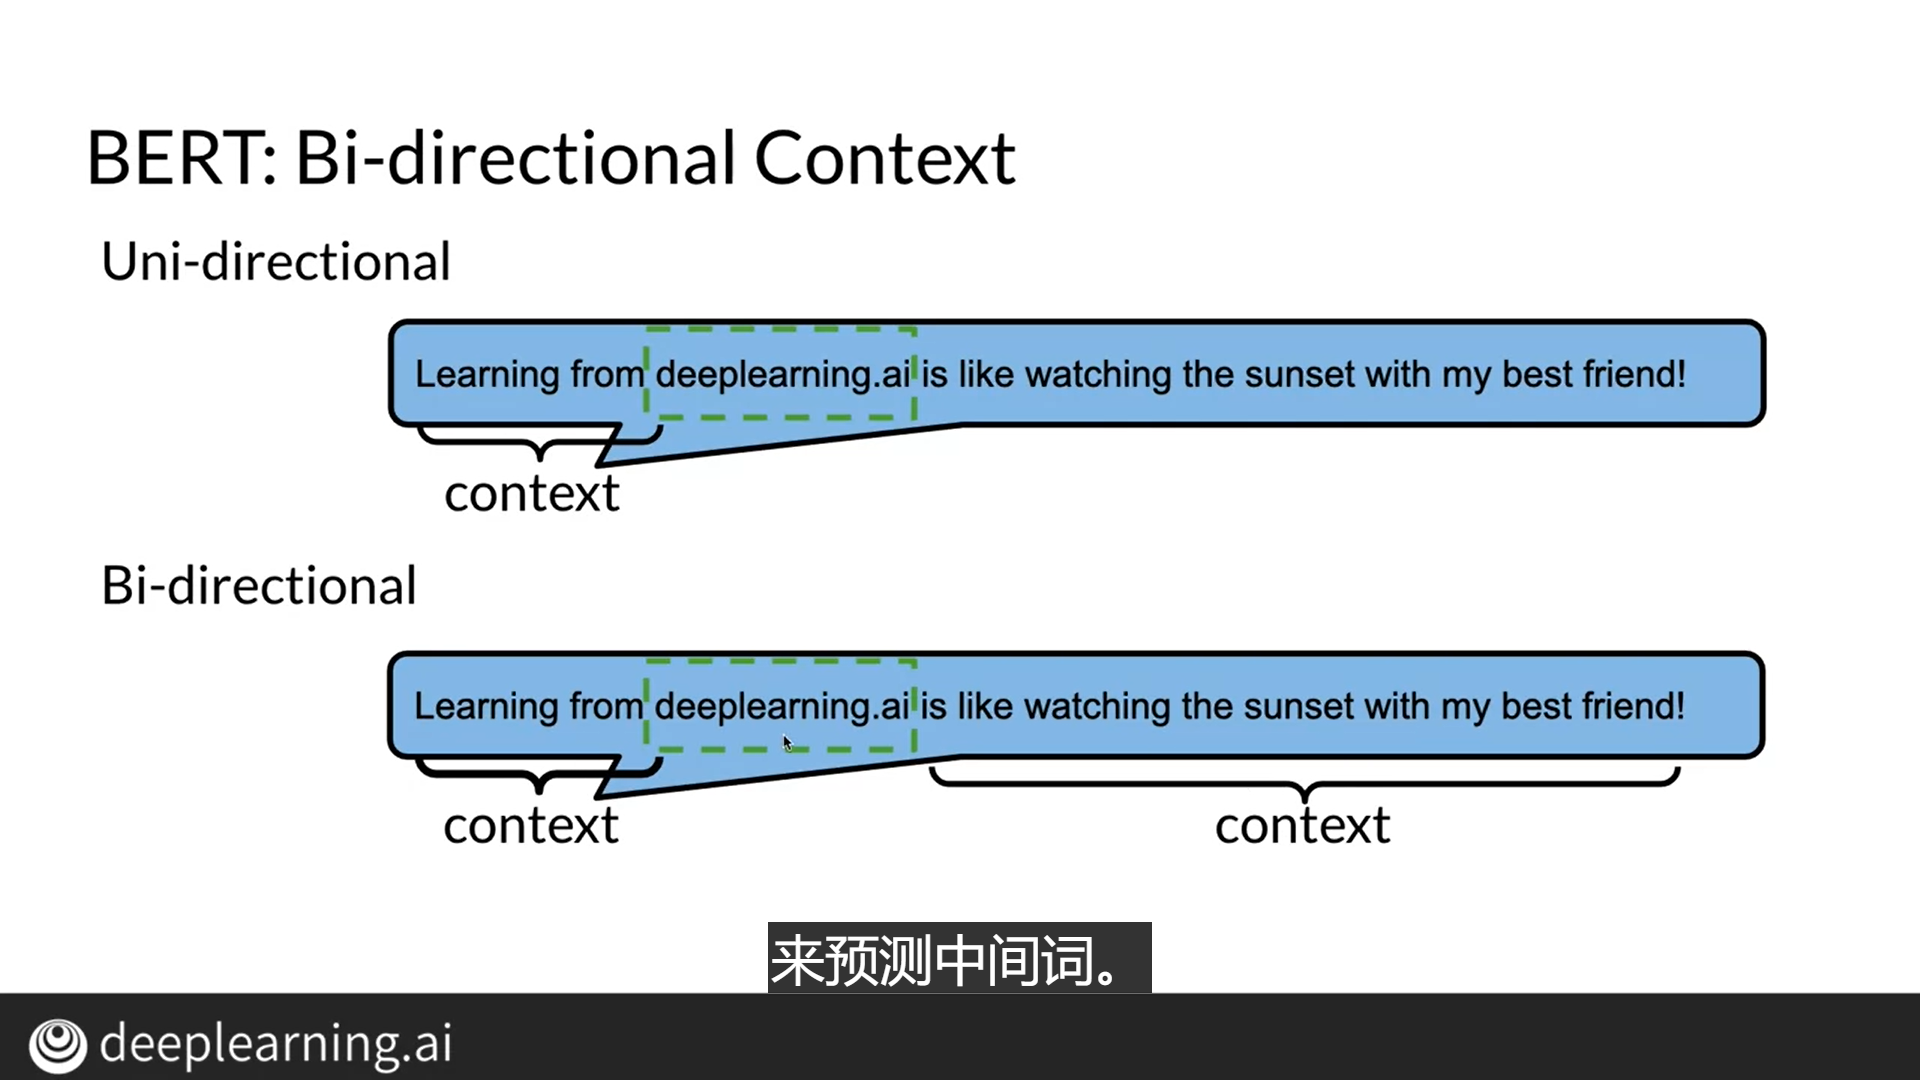 BERT: Bi-directional Context
Uni-directional
Learning from deeplearning.ai is like watching the sunset with my best friend!
context
Bi-directional
Learning from deeplearning.ai is like watching the sunset with my best friend!
context context
来预测中间词。
deeplearning.ai